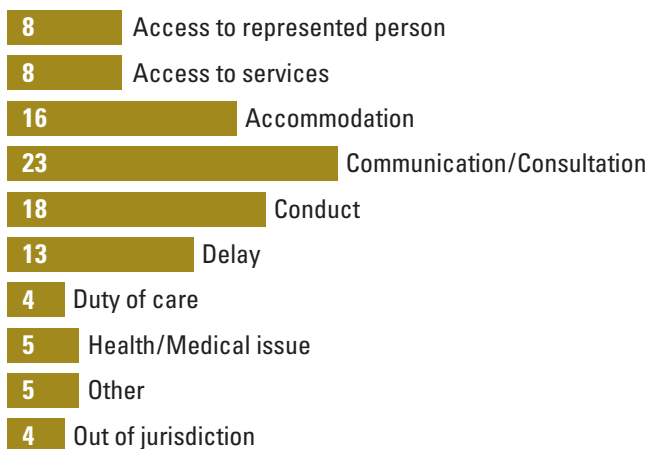 8 Access to represented person
8 Access to services
16 Accommodation
23 Communication/Consultation
18 Conduct
13 Delay
4 Duty of care
5 Health/Medical issue
5 Other
4 Out of jurisdiction